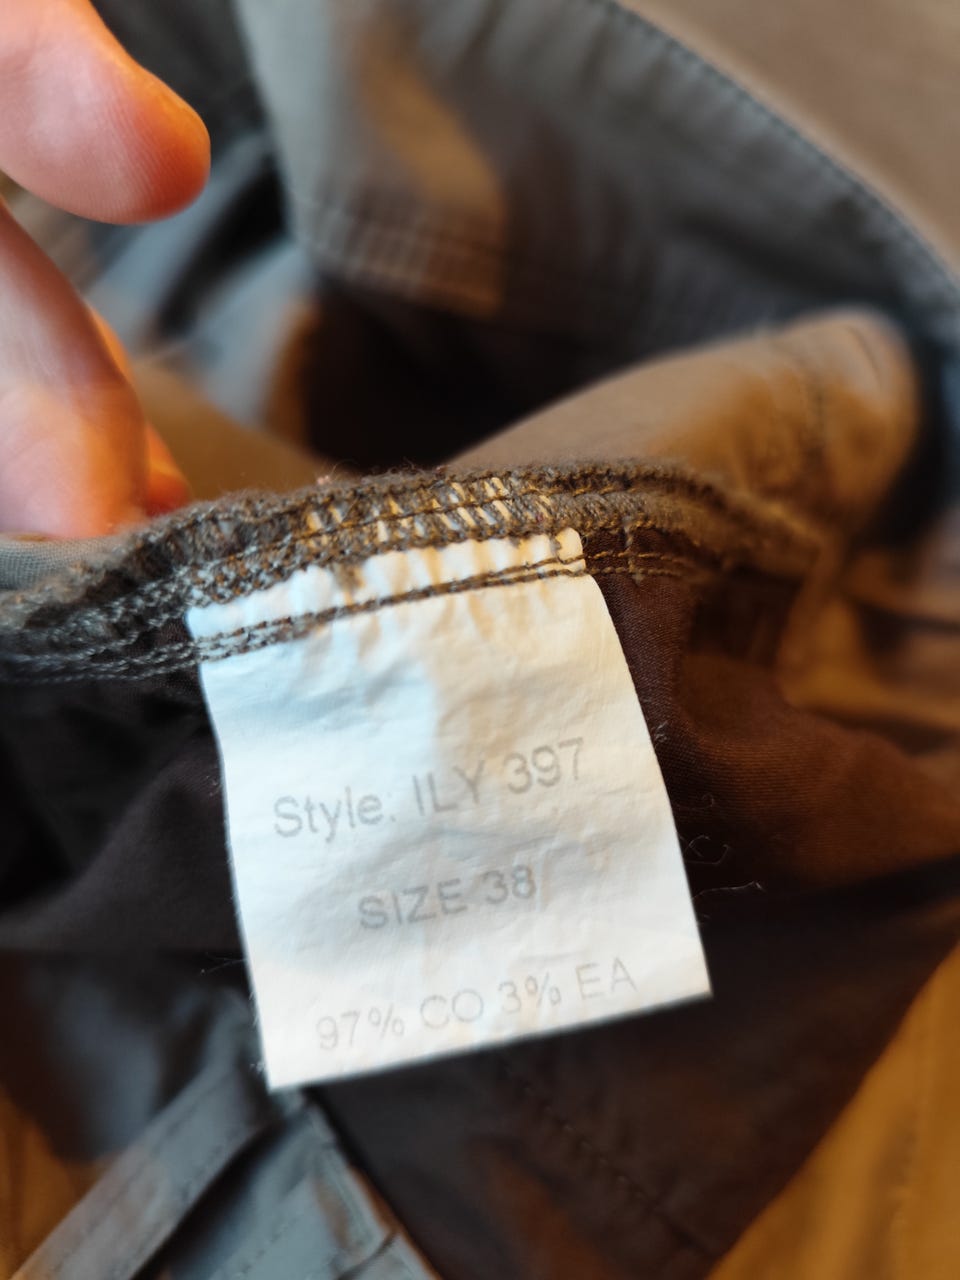 Style: ILY 397
SIZE 38
97% CO 3% EA